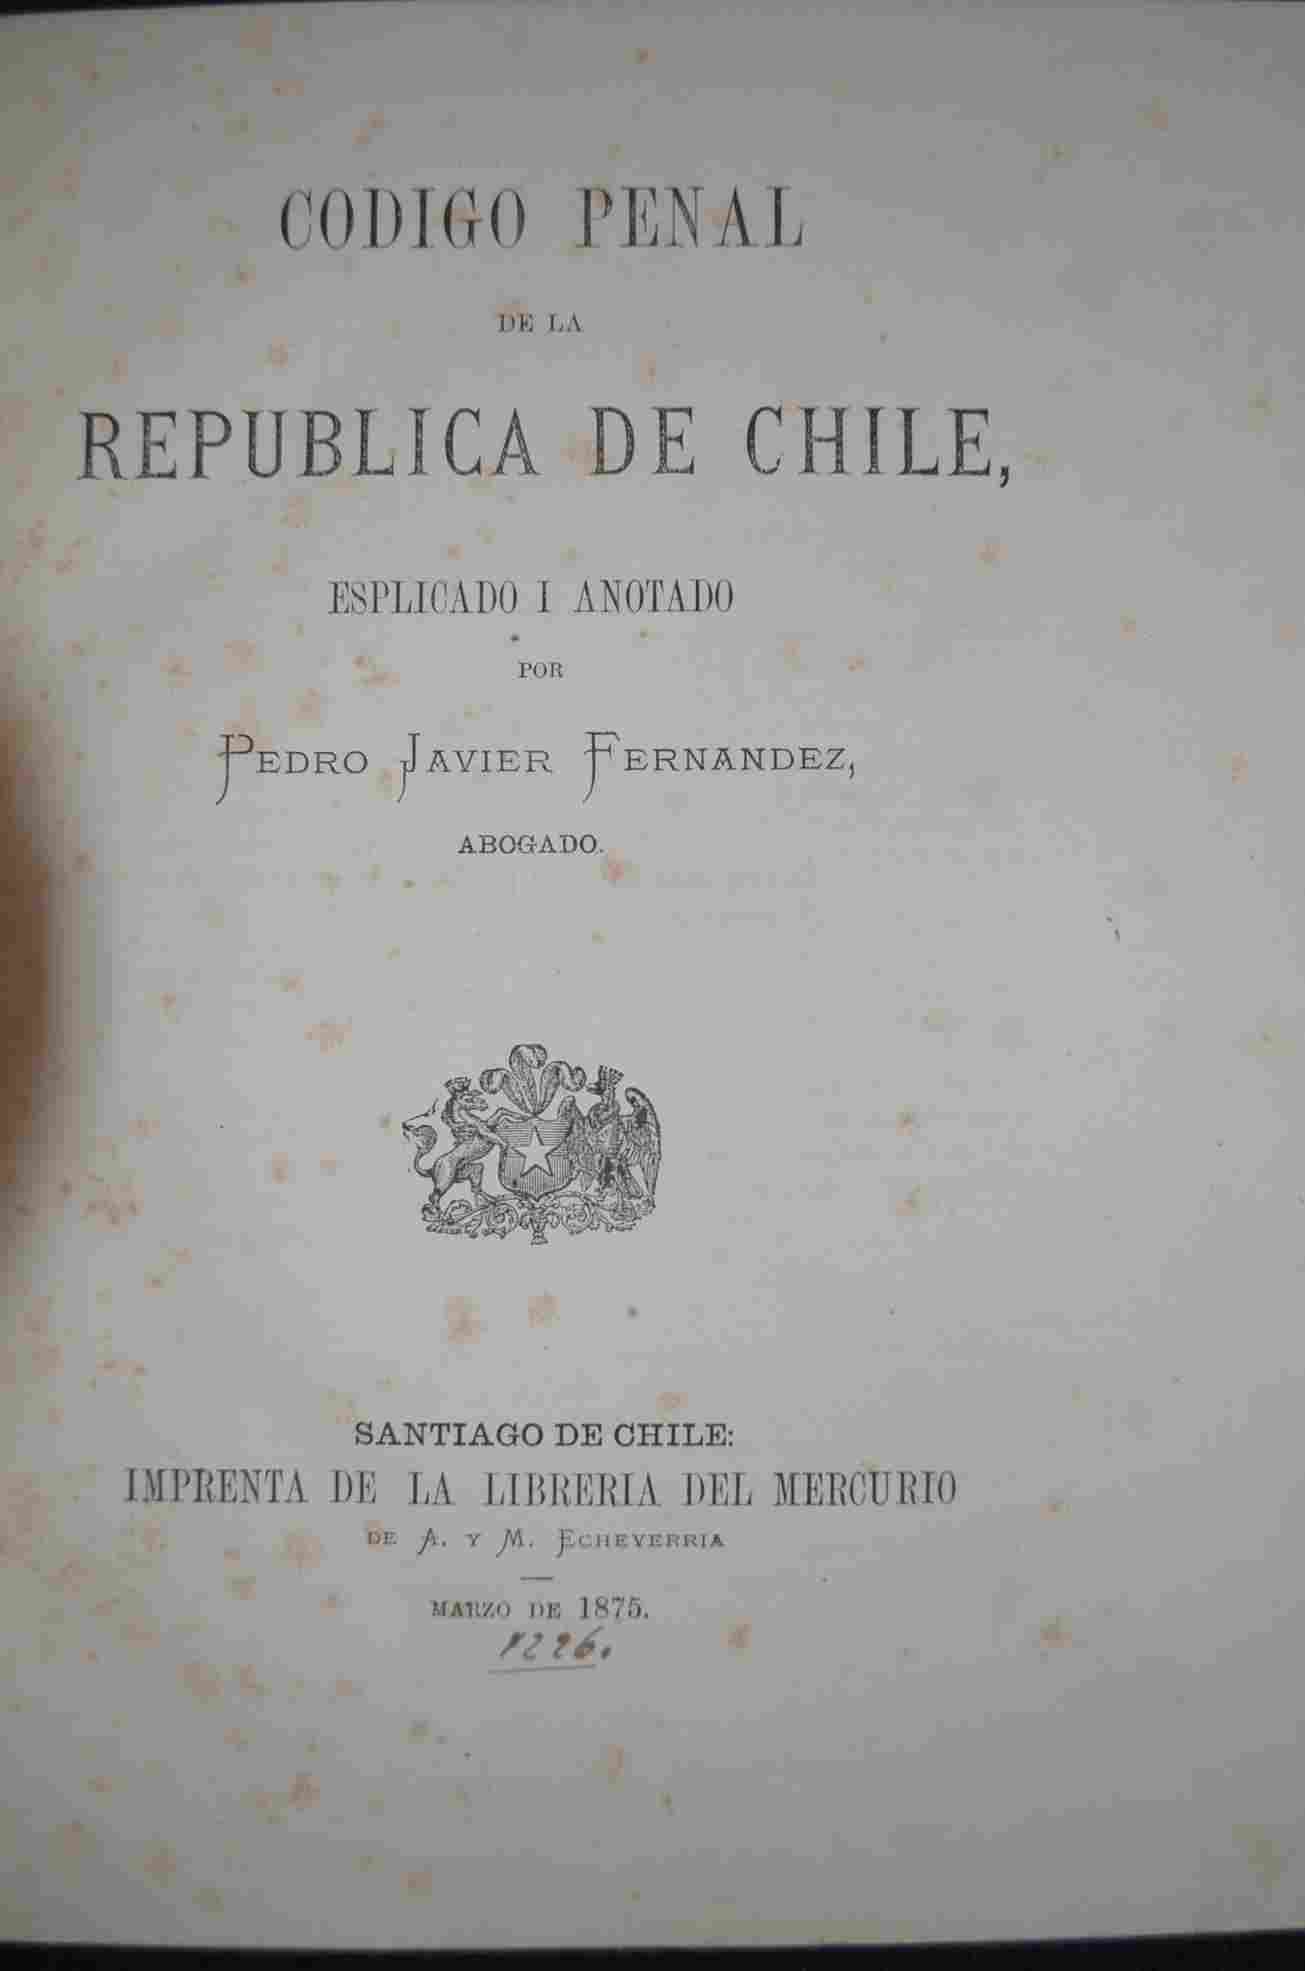 CODIGO PENAL
DE LA
REPUBLICA DE CHILE,
ESPLICADO I ANOTADO
POR
PEDRO JAVIER FERNANDEZ,
ABOGADO.
SANTIAGO DE CHILE:
IMPRENTA DE LA LIBRERIA DEL MERCURIO
DE A. Y M. ECHEVERRIA
MARZO DE 1875.
1226.